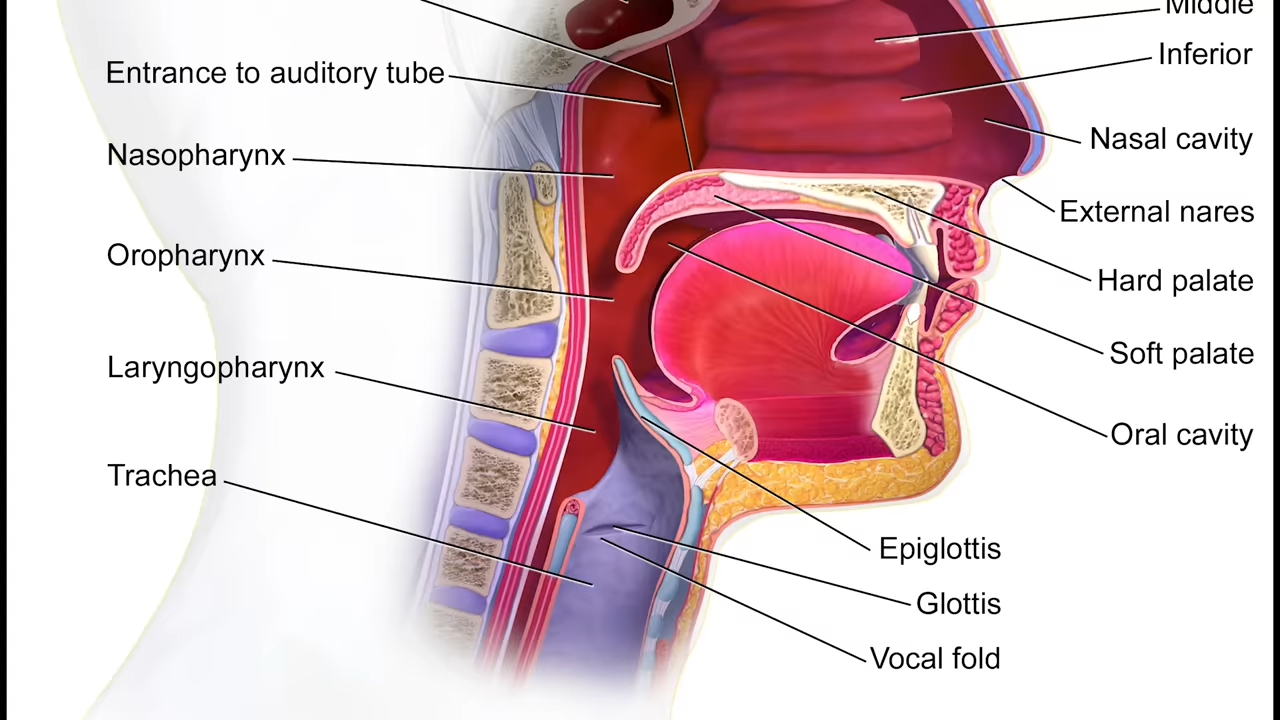 Middle
Inferior
Entrance to auditory tube
Nasal cavity
Nasopharynx
External nares
Oropharynx
Hard palate
Soft palate
Laryngopharynx
Oral cavity
Trachea
Epiglottis
Glottis
Vocal fold